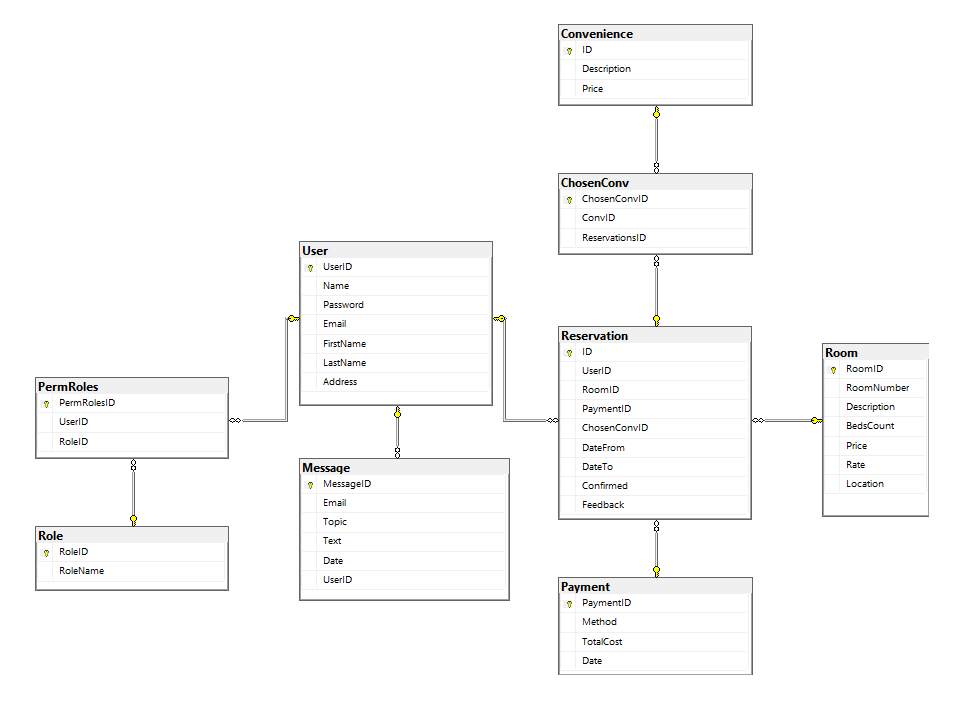 Convenience
ID
Description
Price
ChosenConv
ChosenConvID
ConvID
ReservationsID
User
UserID
Name
Password
Email
FirstName
LastName
Address
Reservation
ID
UserID
RoomID
PaymentID
ChosenConvID
DateFrom
DateTo
Confirmed
Feedback
Room
RoomID
RoomNumber
Description
BedsCount
Price
Rate
Location
PermRoles
PermRolesID
UserID
RoleID
Message
MessageID
Email
Topic
Text
Date
UserID
Role
RoleID
RoleName
Payment
PaymentID
Method
TotalCost
Date